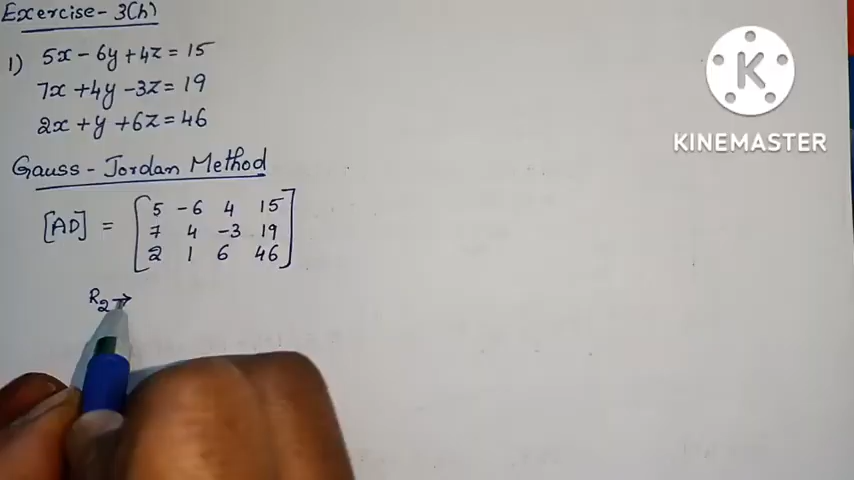 Exercise - 3(h)
1) 5x - 6y + 4z = 15
7x + 4y - 3z = 19
2x + y + 6z = 46
Gauss - Jordan Method
[AD] = [5 -6 4 15
7 4 -3 19
2 1 6 46]
R₂→
K
KINEMASTER